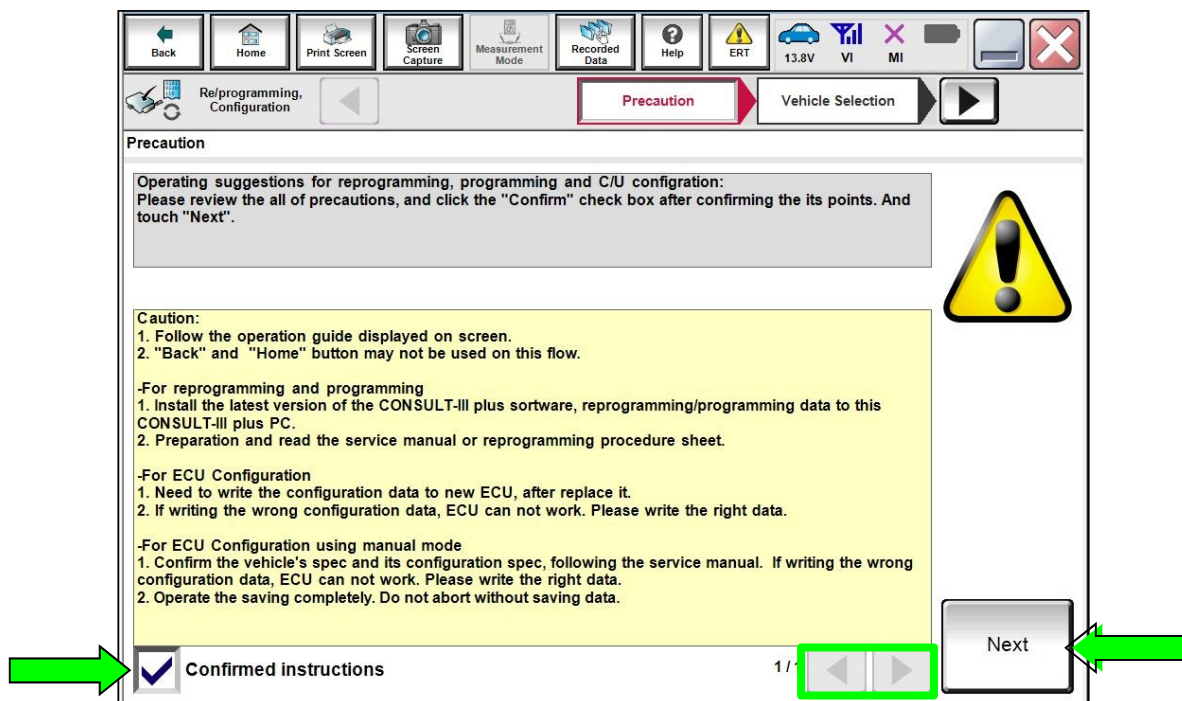 Back
Home
Print Screen
Screen
Capture
Measurement
Mode
Recorded
Data
Help
ERT
13.8V
VI
MI
Re/programming,
Configuration
Precaution
Vehicle Selection
Precaution
Operating suggestions for reprogramming, programming and C/U configration:
Please review the all of precautions, and click the "Confirm" check box after confirming the its points. And
touch "Next".
Caution:
1. Follow the operation guide displayed on screen.
2. "Back" and "Home" button may not be used on this flow.
-For reprogramming and programming
1. Install the latest version of the CONSULT-III plus sortware, reprogramming/programming data to this
CONSULT-III plus PC.
2. Preparation and read the service manual or reprogramming procedure sheet.
-For ECU Configuration
1. Need to write the configuration data to new ECU, after replace it.
2. If writing the wrong configuration data, ECU can not work. Please write the right data.
-For ECU Configuration using manual mode
1. Confirm the vehicle's spec and its configuration spec, following the service manual. If writing the wrong
configuration data, ECU can not work. Please write the right data.
2. Operate the saving completely. Do not abort without saving data.
Next
Confirmed instructions
1/